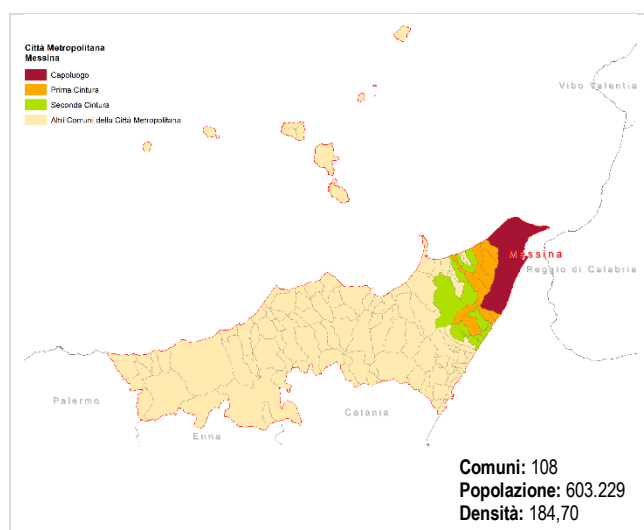 Città Metropolitana
Messina
Capoluogo
Prima Cintura
Seconda Cintura
Altri Comuni della Città Metropolitana
Vibo Valentia
Messina
Reggio di Calabria
Palermo
Catania
Enna
Comuni: 108
Popolazione: 603.229
Densità: 184,70